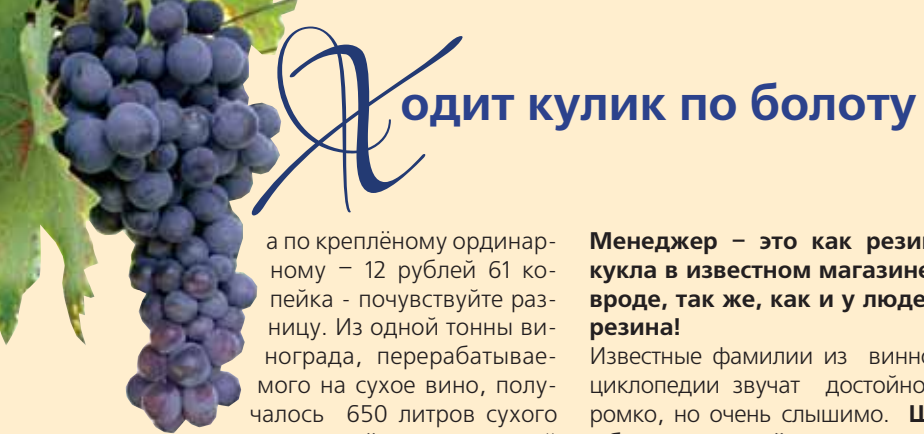 Ходит кулик по болоту
а по креплёному ординар-
ному – 12 рублей 61 ко-
пейка - почувствуйте раз-
ницу. Из одной тонны ви-
нограда, перерабатывае-
мого на сухое вино, полу-
чалось 650 литров сухого
Менеджер – это как рези
кукла в известном магазине
вроде, так же, как и у люде
резина!
Известные фамилии из винно
циклопедии звучат достойно
ромко, но очень слышимо.